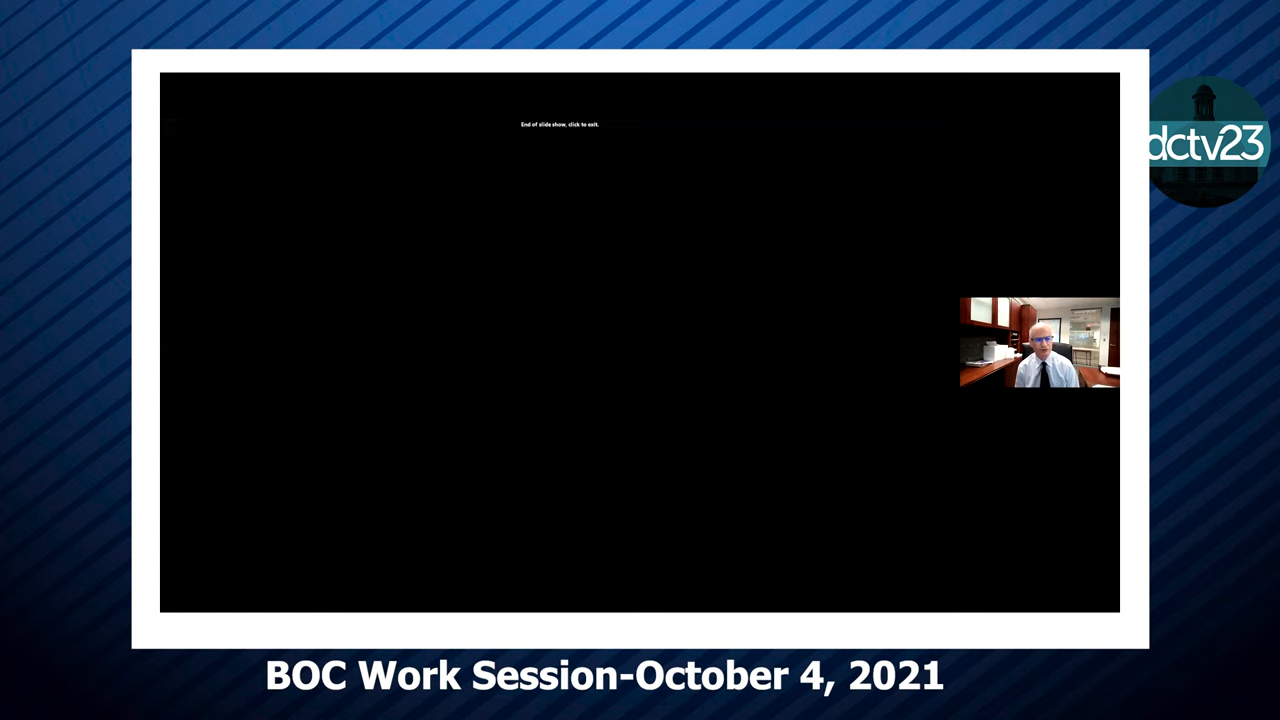 End of slide show, click to exit.
dctv23
BOC Work Session-October 4, 2021